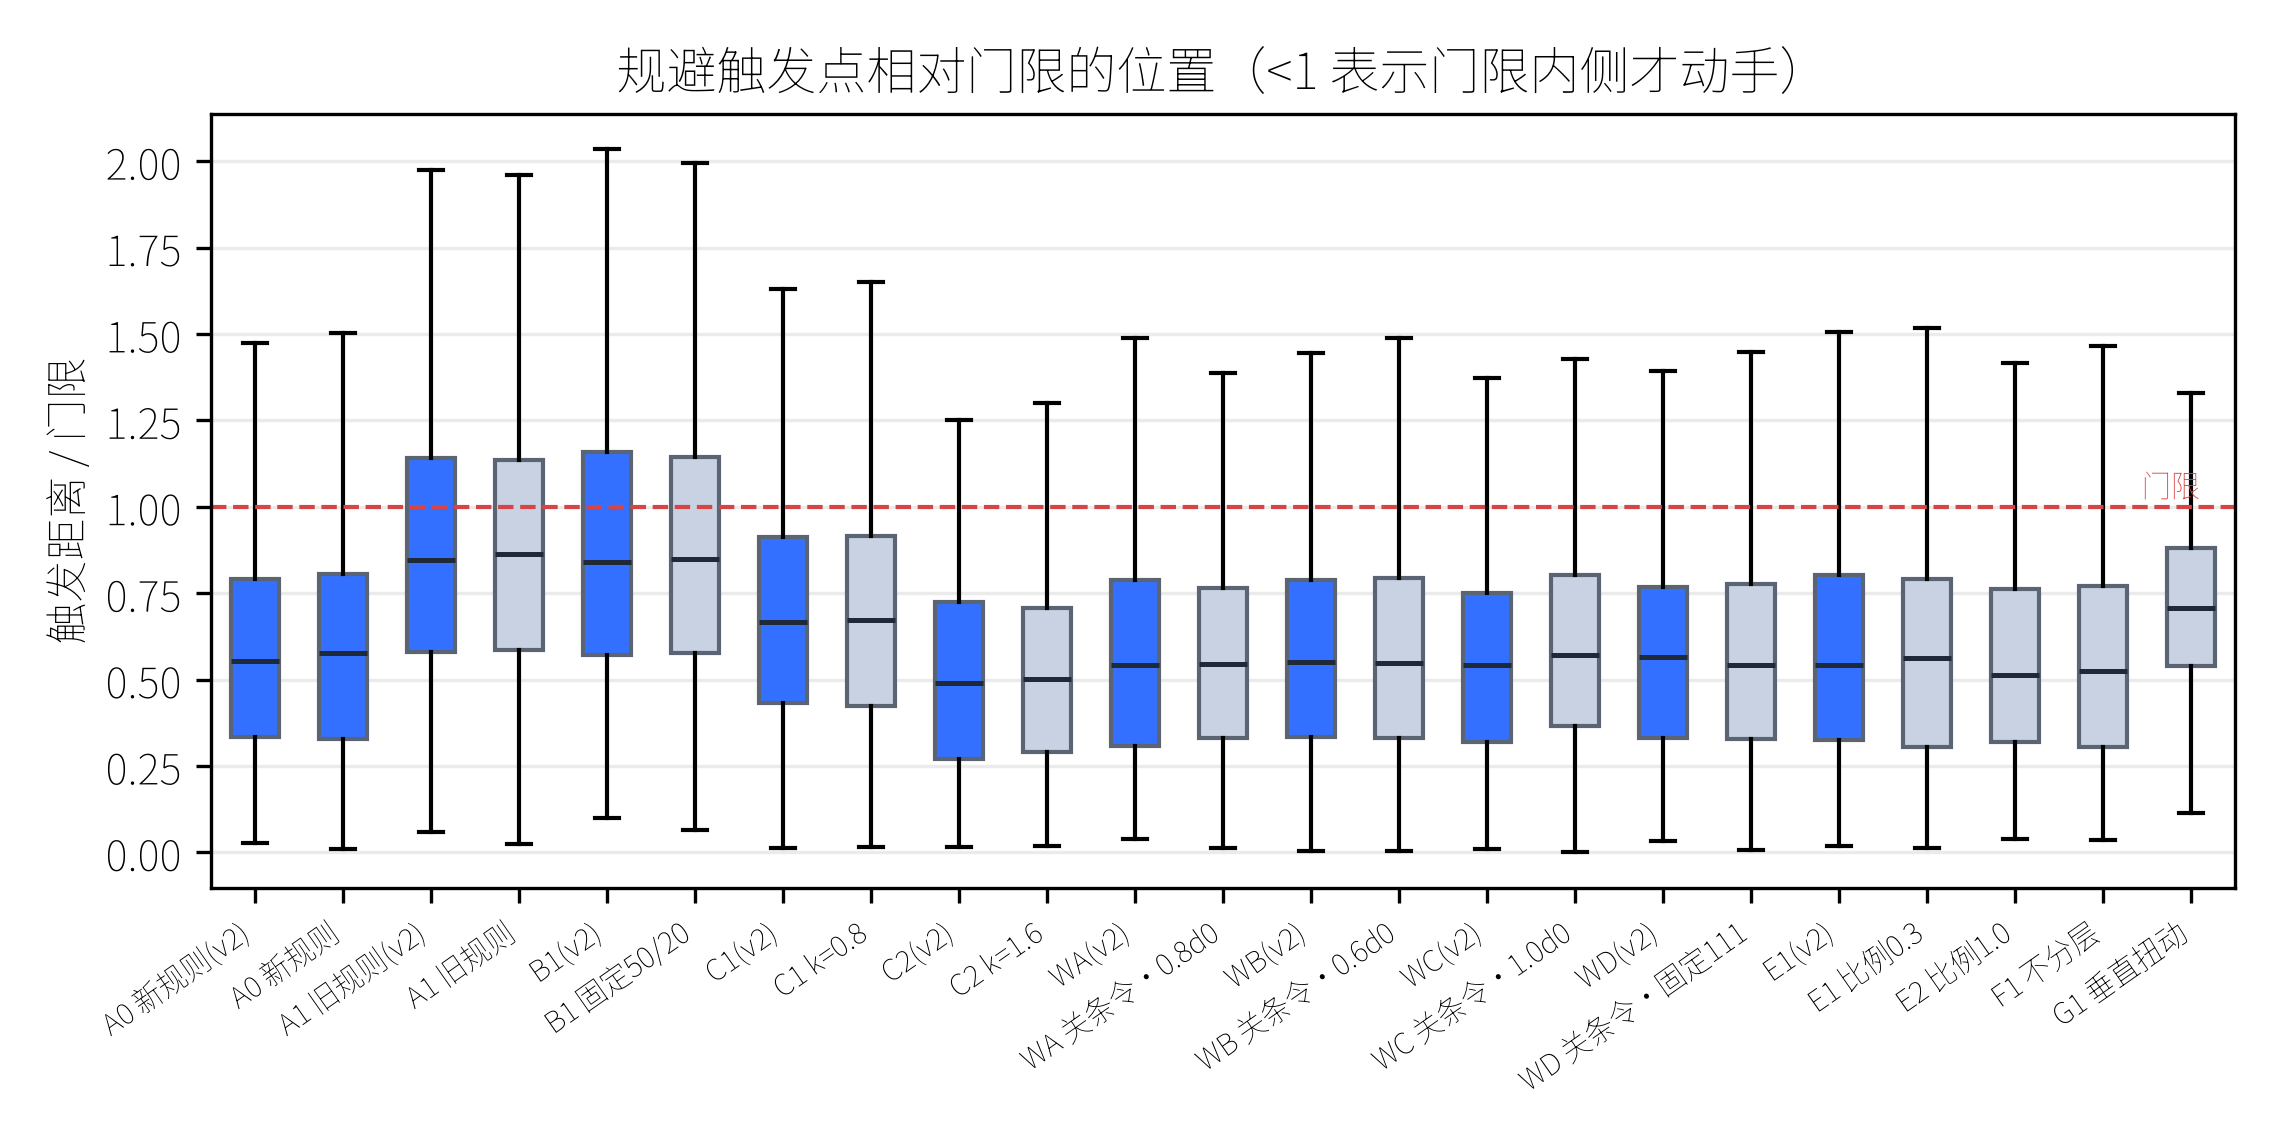 规避触发点相对门限的位置（<1 表示门限内侧才动手）
触发距离 / 门限
2.00
1.75
1.50
1.25
1.00
0.75
0.50
0.25
0.00
门限
A0 新规则(v2)
A0 新规则
A1 旧规则(v2)
A1 旧规则
B1(v2)
B1 固定50/20
C1(v2)
C1 k=0.8
C2(v2)
C2 k=1.6
WA(v2)
WA 关条令・0.8d0
WB(v2)
WB 关条令・0.6d0
WC(v2)
WC 关条令・1.0d0
WD(v2)
WD 关条令・固定111
E1(v2)
E1 比例0.3
E2 比例1.0
F1 不分层
G1 垂直扭动